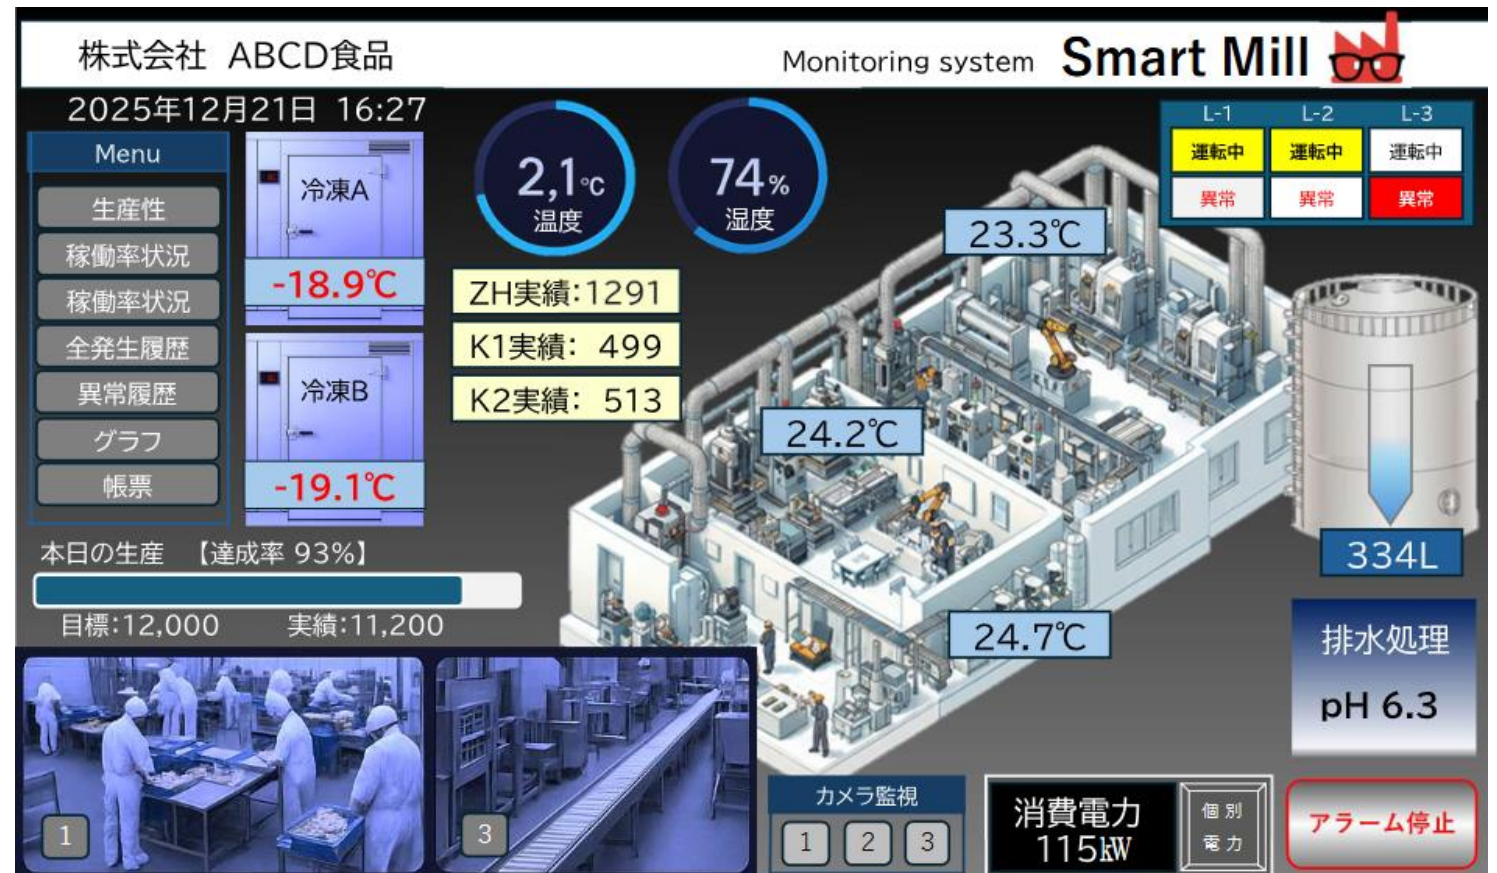 株式会社 ABCD食品
Monitoring system Smart Mill
2025年12月21日 16:27
Menu
生産性
稼働率状況
稼働率状況
全発生履歴
異常履歴
グラフ
帳票
冷凍A
-18.9℃
冷凍B
-19.1℃
2,1℃
温度
74%
湿度
ZH実績:1291
K1実績: 499
K2実績: 513
L-1 L-2 L-3
運転中 運転中 運転中
異常 異常 異常
23.3℃
24.2℃
24.7℃
334L
排水処理
pH 6.3
本日の生産 【達成率 93%】
目標:12,000 実績:11,200
1
3
カメラ監視
1 2 3
消費電力
115kW
個別
電力
アラーム停止